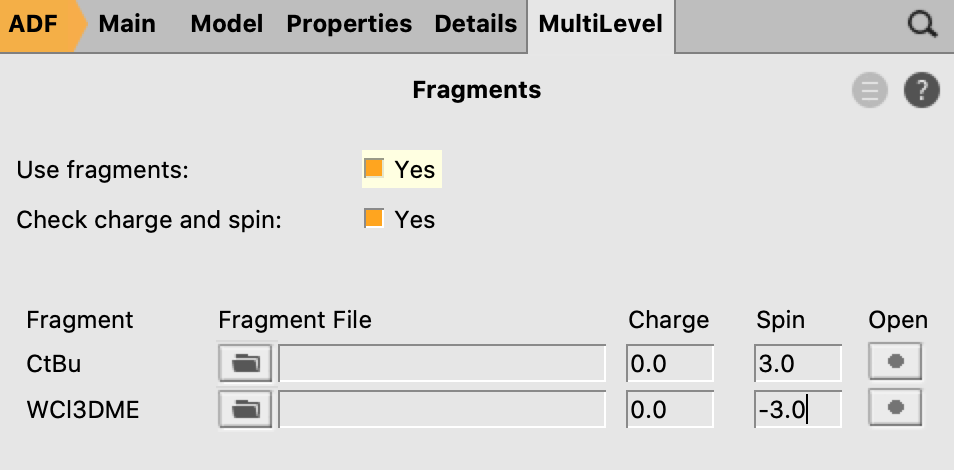 ADF Main Model Properties Details MultiLevel
Fragments
?
Use fragments: Yes
Check charge and spin: Yes
Fragment Fragment File Charge Spin Open
CtBu 0.0 3.0
WCl3DME 0.0 -3.0